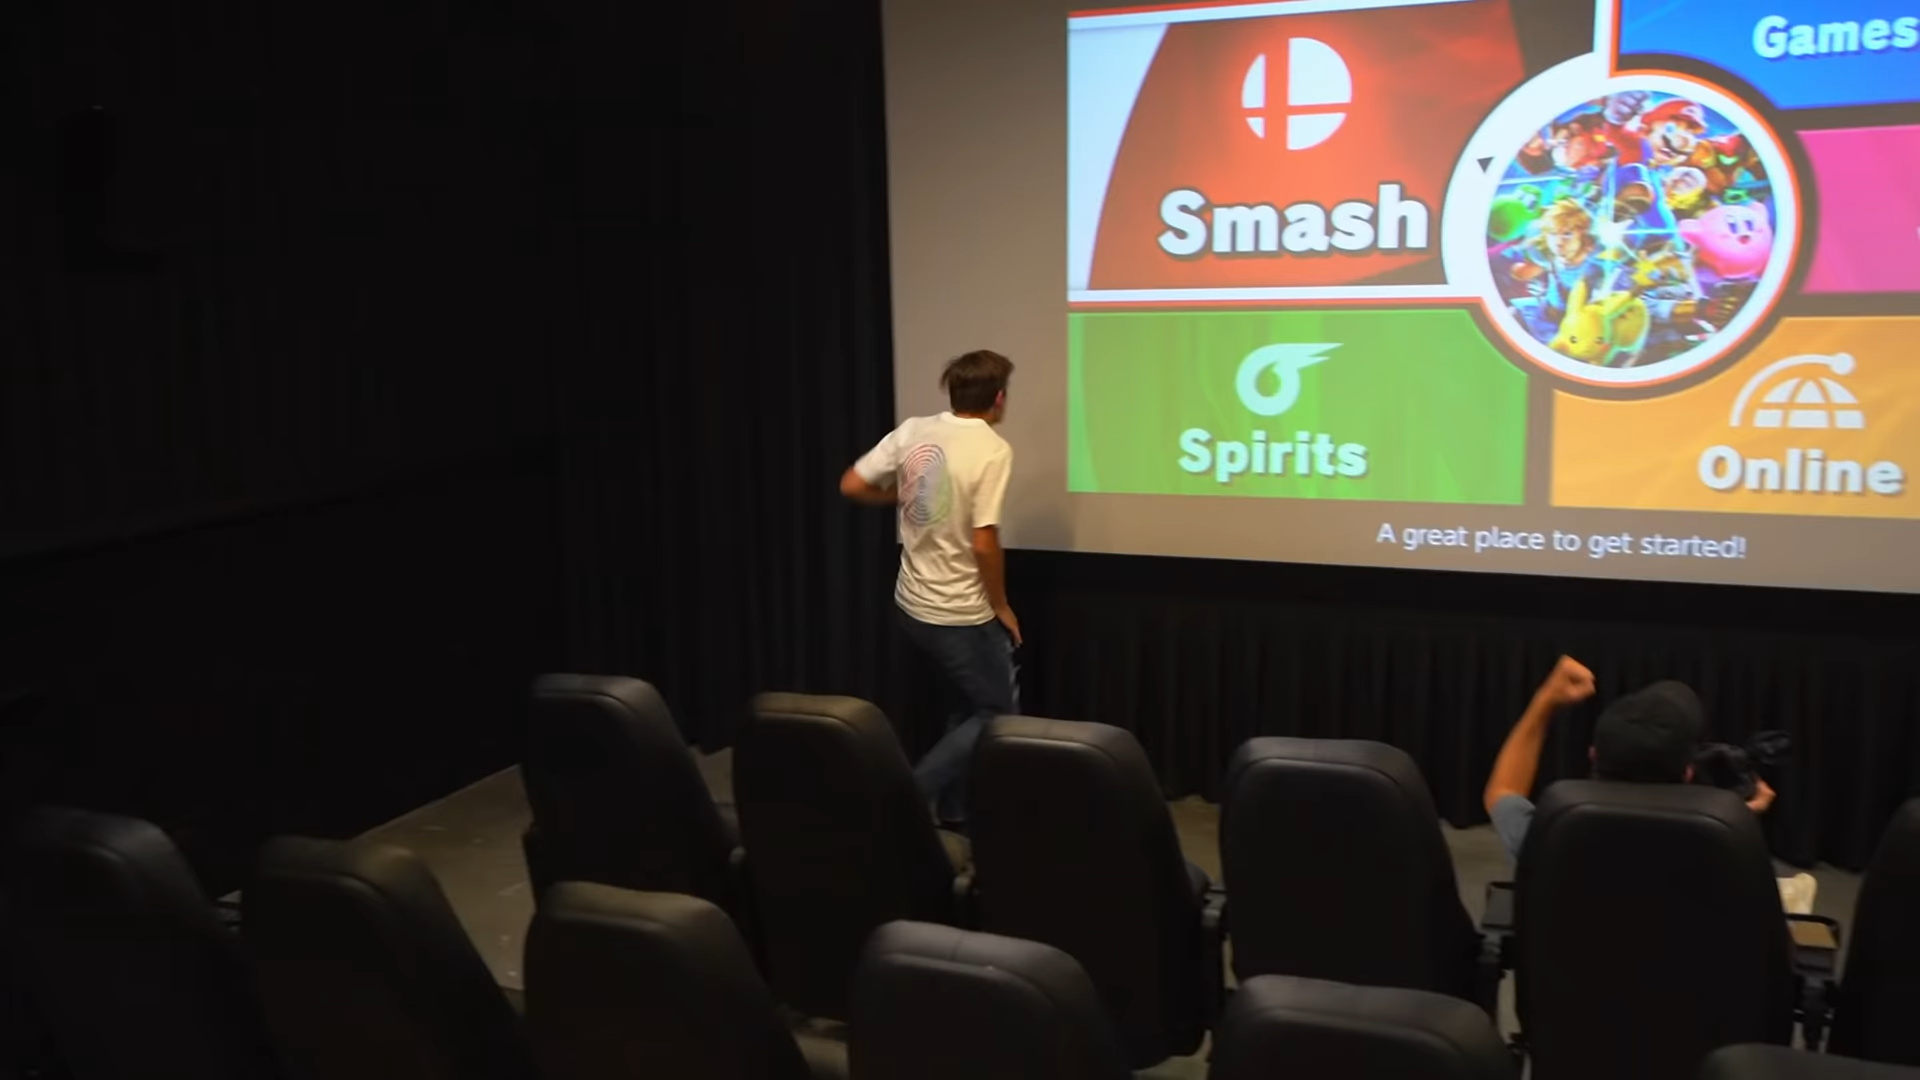 Games
Smash
Spirits
Online
A great place to get started!